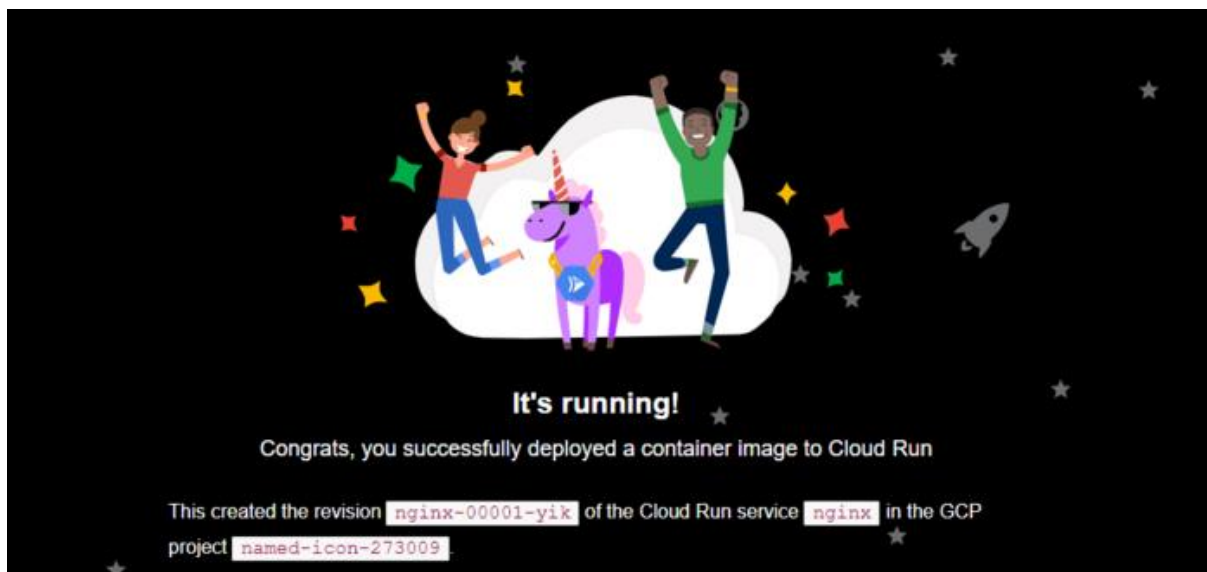 It's running!
Congrats, you successfully deployed a container image to Cloud Run
This created the revision nginx-00001-yik of the Cloud Run service nginx in the GCP
project named-icon-273009.